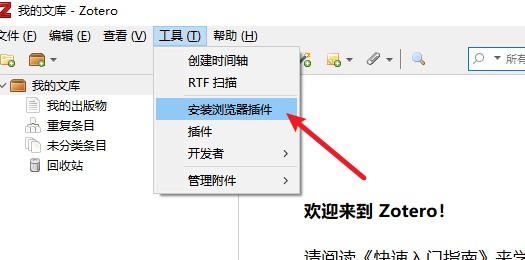 我的文库 - Zotero
文件 (F) 编辑 (E) 查看 (V) 工具 (T) 帮助 (H)
创建时间轴
RTF 扫描
安装浏览器插件
插件
开发者
管理附件
所有
我的文库
我的出版物
重复条目
未分类条目
回收站
欢迎来到 Zotero！
请阅读《快速入门指南》来学